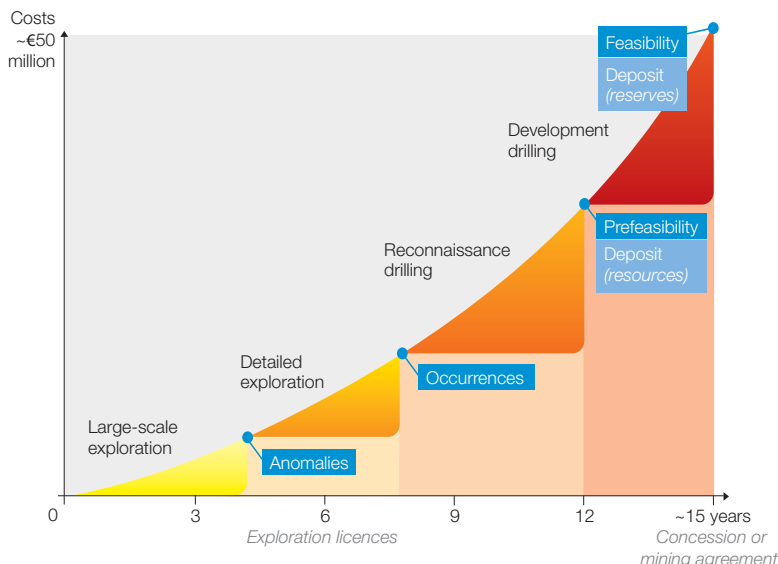 Costs
~€50
million
Feasibility
Deposit
(reserves)
Development
drilling
Prefeasibility
Deposit
(resources)
Reconnaissance
drilling
Occurrences
Detailed
exploration
Large-scale
exploration
Anomalies
0
3
6
9
12
~15 years
Exploration licences
Concession or
mining agreement